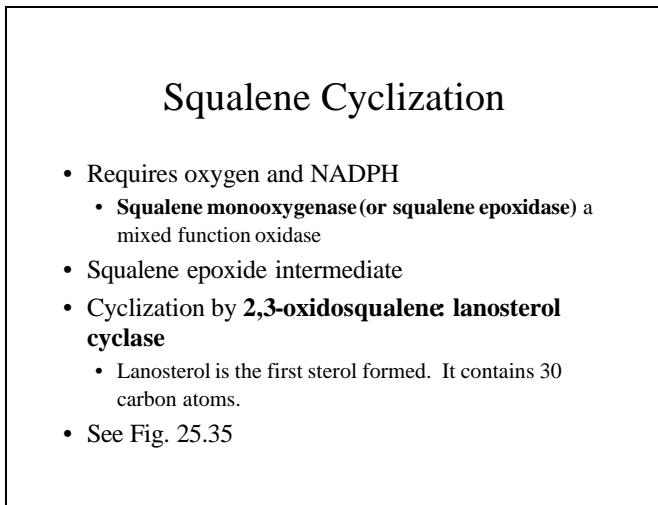 Squalene Cyclization
• Requires oxygen and NADPH
• Squalene monooxygenase (or squalene epoxidase) a
mixed function oxidase
• Squalene epoxide intermediate
• Cyclization by 2,3-oxidosqualene: lanosterol
cyclase
• Lanosterol is the first sterol formed. It contains 30
carbon atoms.
• See Fig. 25.35